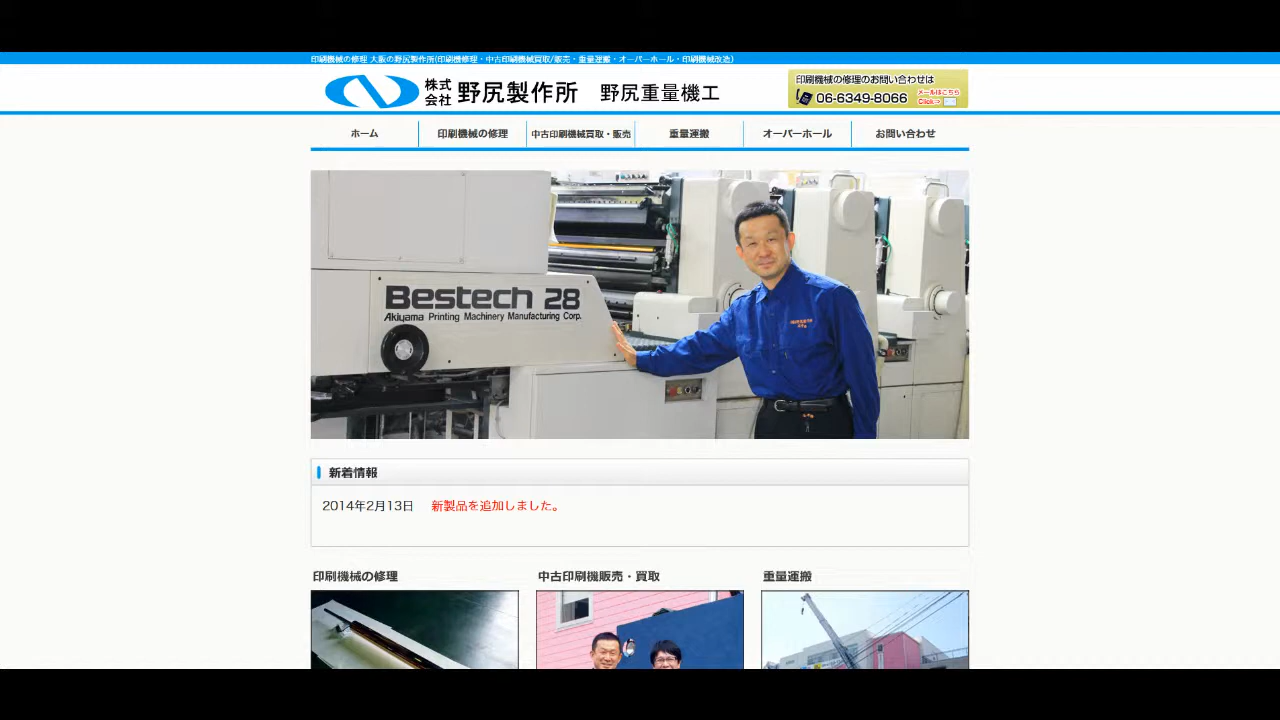 印刷機械の修理 大阪の野尻製作所(印刷機修理・中古印刷機械買取/販売・重量運搬・オーバーホール・印刷機械改造)
株式会社 野尻製作所 野尻重量機工
印刷機械の修理のお問い合わせは
06-6349-8066 メールはこちら Click⇒
ホーム 印刷機械の修理 中古印刷機械買取・販売 重量運搬 オーバーホール お問い合わせ
Bestech 28
Akiyama Printing Machinery Manufacturing Corp.
新着情報
2014年2月13日 新製品を追加しました。
印刷機械の修理 中古印刷機販売・買取 重量運搬